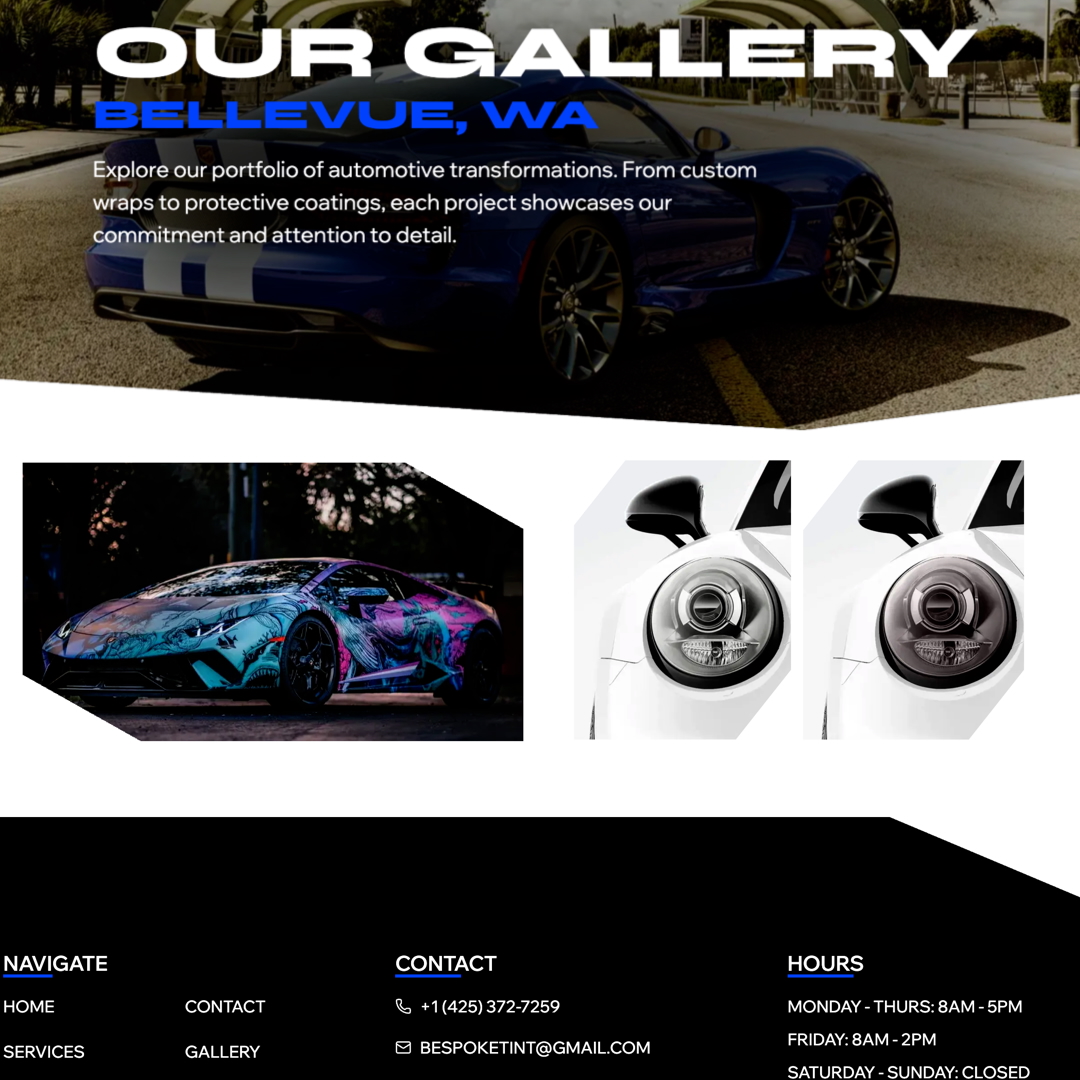 OUR GALLERY
BELLEVUE, WA
Explore our portfolio of automotive transformations. From custom
wraps to protective coatings, each project showcases our
commitment and attention to detail.
NAVIGATE
HOME
CONTACT
SERVICES
GALLERY
CONTACT
+1 (425) 372-7259
BESPOKETINT@GMAIL.COM
HOURS
MONDAY - THURS: 8AM - 5PM
FRIDAY: 8AM - 2PM
SATURDAY - SUNDAY: CLOSED